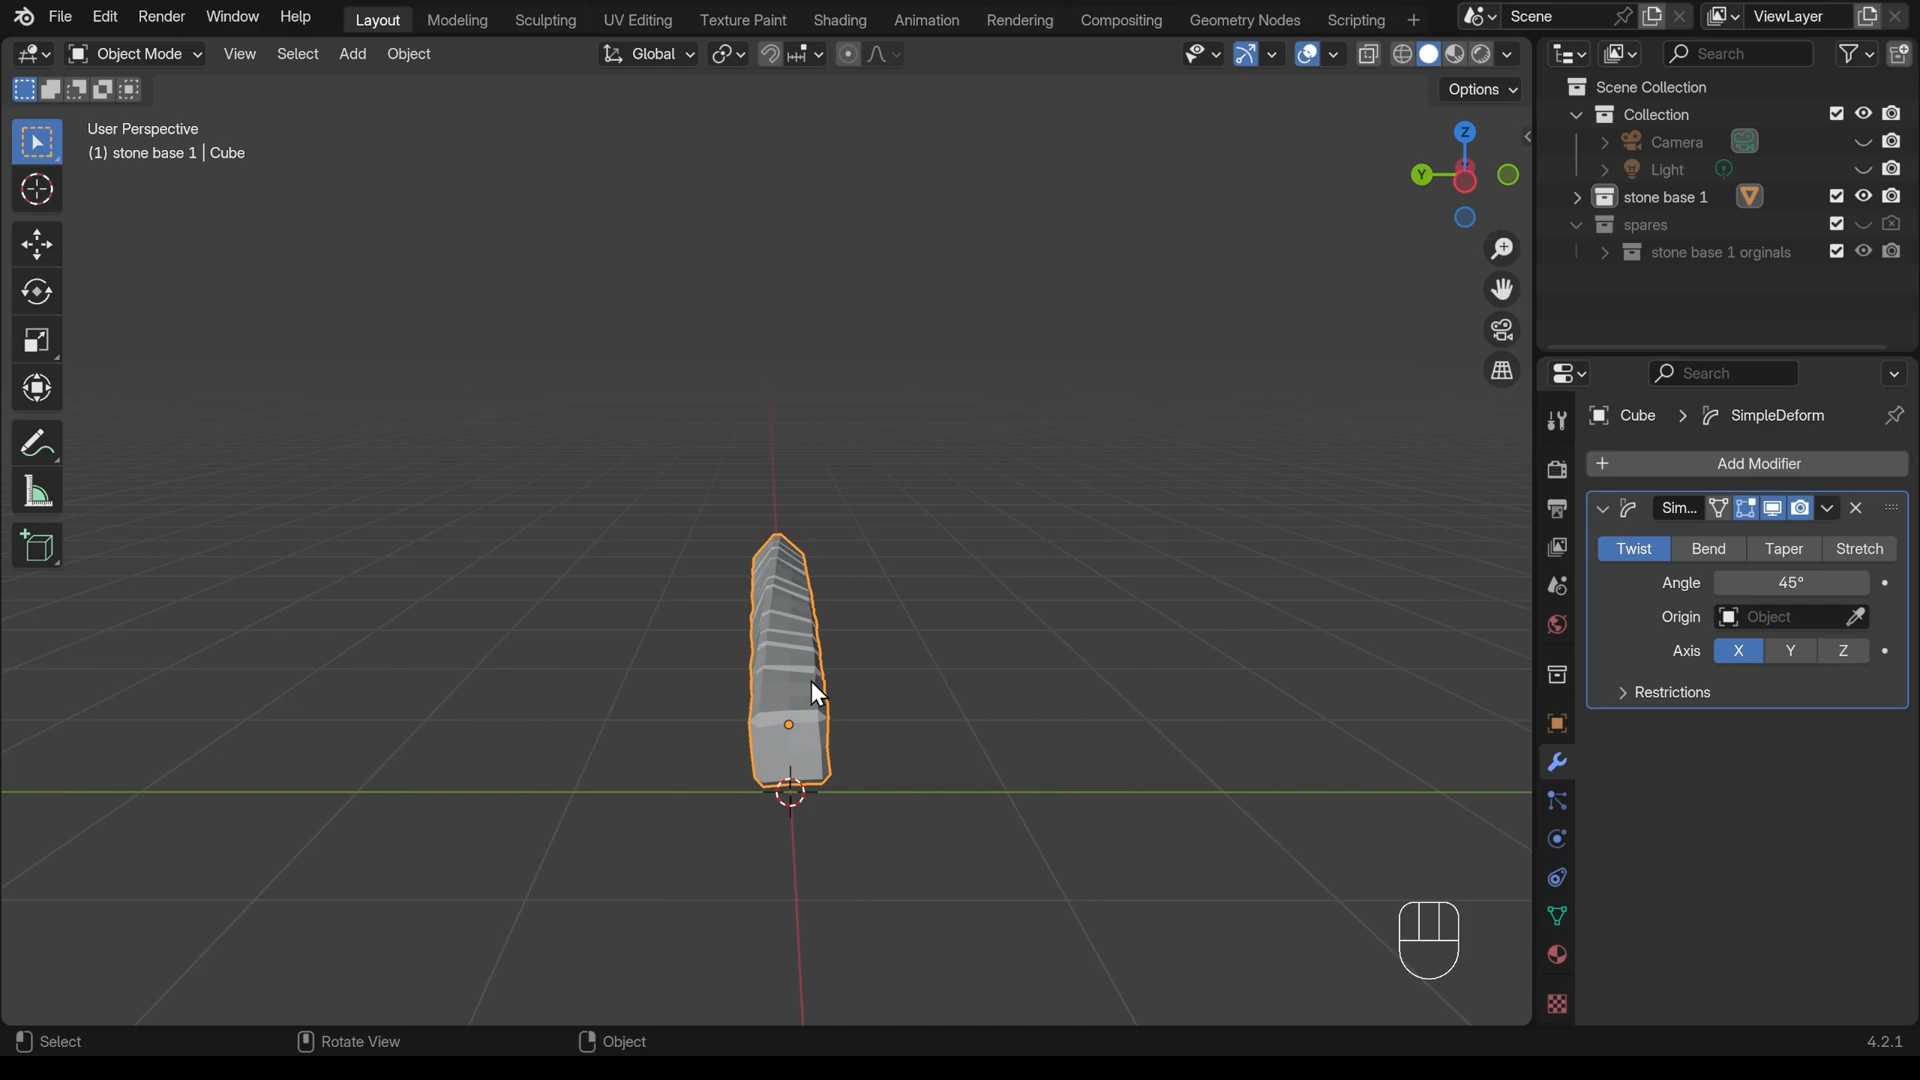 File Edit Render Window Help
Layout Modeling Sculpting UV Editing Texture Paint Shading Animation Rendering Compositing Geometry Nodes Scripting +
Scene
ViewLayer
Object Mode View Select Add Object
Global
Search
Options
User Perspective
(1) stone base 1 | Cube
Z
Y
Scene Collection
Collection
Camera
Light
stone base 1
spares
stone base 1 orginals
Search
Cube > SimpleDeform
+ Add Modifier
Sim...
Twist Bend Taper Stretch
Angle 45°
Origin Object
Axis X Y Z
Restrictions
Select Rotate View Object 4.2.1